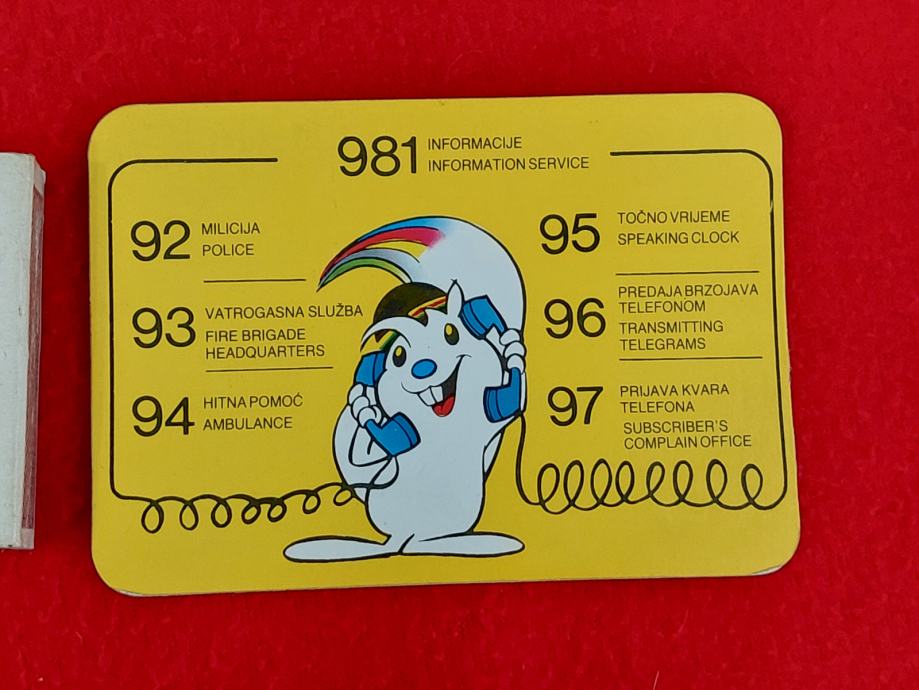 981 INFORMACIJE
INFORMATION SERVICE
92 MILICIJA
POLICE
93 VATROGASNA SLUŽBA
FIRE BRIGADE
HEADQUARTERS
94 HITNA POMOĆ
AMBULANCE
95 TOČNO VRIJEME
SPEAKING CLOCK
96 PREDAJA BRZOJAVA
TELEFONOM
TRANSMITTING
TELEGRAMS
97 PRIJAVA KVARA
TELEFONA
SUBSCRIBER'S
COMPLAIN OFFICE